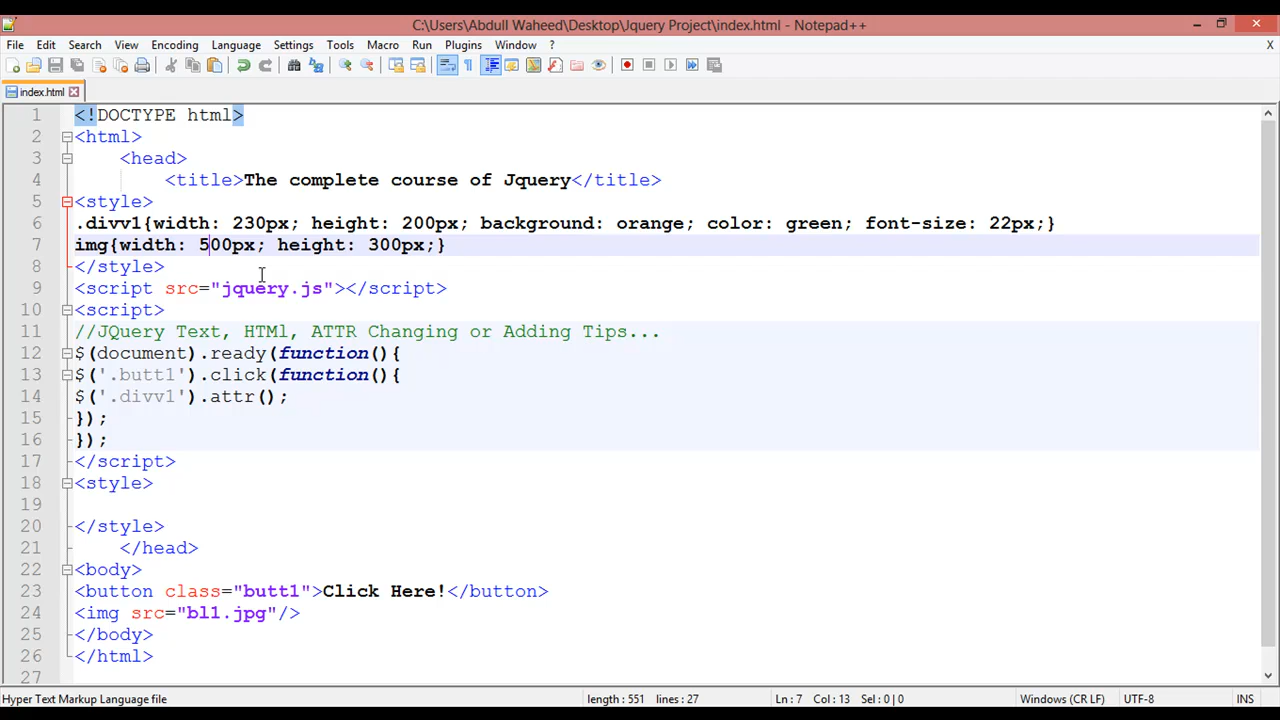 C:\Users\Abdull Waheed\Desktop\Jquery Project\index.html - Notepad++
File Edit Search View Encoding Language Settings Tools Macro Run Plugins Window ? X
index.html
1 <!DOCTYPE html>
2 <html>
3 <head>
4 <title>The complete course of Jquery</title>
5 <style>
6 .divv1{width: 230px; height: 200px; background: orange; color: green; font-size: 22px;}
7 img{width: 500px; height: 300px;}
8 </style>
9 <script src="jquery.js"></script>
10 <script>
11 //JQuery Text, HTMl, ATTR Changing or Adding Tips...
12 $(document).ready(function(){
13 $('.butt1').click(function(){
14 $('.divv1').attr();
15 });
16 });
17 </script>
18 <style>
19
20 </style>
21 </head>
22 <body>
23 <button class="butt1">Click Here!</button>
24 <img src="bl1.jpg"/>
25 </body>
26 </html>
27
Hyper Text Markup Language file length : 551 lines : 27 Ln : 7 Col : 13 Sel : 0 | 0 Windows (CR LF) UTF-8 INS